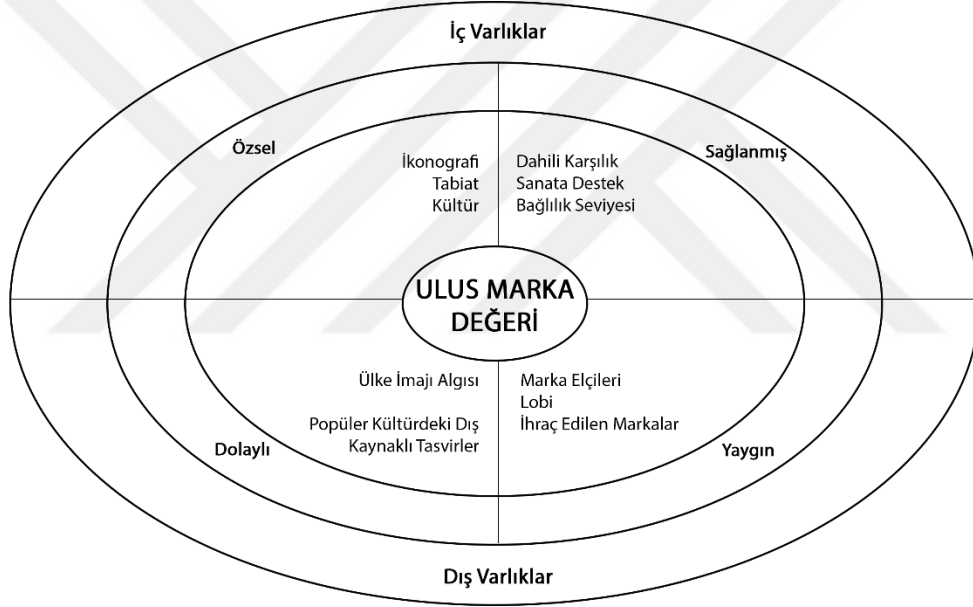 İç Varlıklar
Özsel
Sağlanmış
İkonografi
Tabiat
Kültür
Dahili Karşılık
Sanata Destek
Bağlılık Seviyesi
ULUS MARKA
DEĞERİ
Ülke İmajı Algısı
Popüler Kültürdeki Dış
Kaynaklı Tasvirler
Marka Elçileri
Lobi
İhraç Edilen Markalar
Dolaylı
Yaygın
Dış Varlıklar